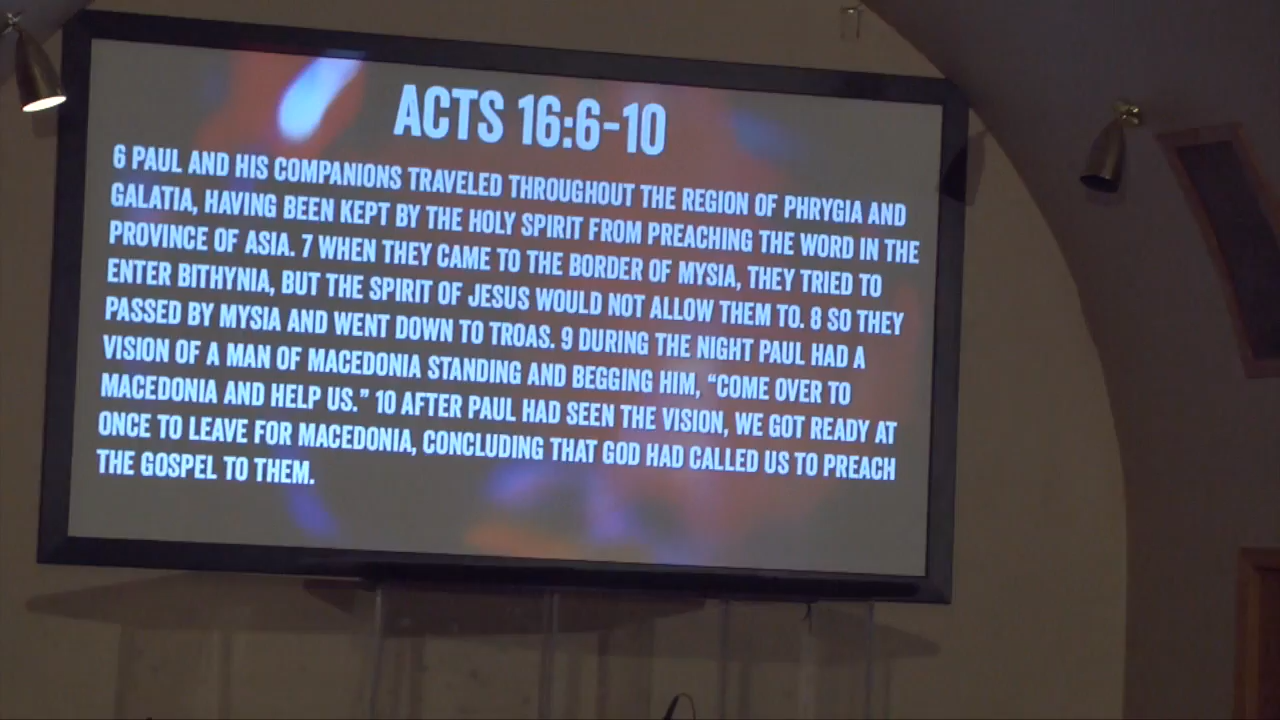 ACTS 16:6-10
6 PAUL AND HIS COMPANIONS TRAVELED THROUGHOUT THE REGION OF PHRYGIA AND
GALATIA, HAVING BEEN KEPT BY THE HOLY SPIRIT FROM PREACHING THE WORD IN THE
PROVINCE OF ASIA. 7 WHEN THEY CAME TO THE BORDER OF MYSIA, THEY TRIED TO
ENTER BITHYNIA, BUT THE SPIRIT OF JESUS WOULD NOT ALLOW THEM TO. 8 SO THEY
PASSED BY MYSIA AND WENT DOWN TO TROAS. 9 DURING THE NIGHT PAUL HAD A
VISION OF A MAN OF MACEDONIA STANDING AND BEGGING HIM, “COME OVER TO
MACEDONIA AND HELP US.” 10 AFTER PAUL HAD SEEN THE VISION, WE GOT READY AT
ONCE TO LEAVE FOR MACEDONIA, CONCLUDING THAT GOD HAD CALLED US TO PREACH
THE GOSPEL TO THEM.